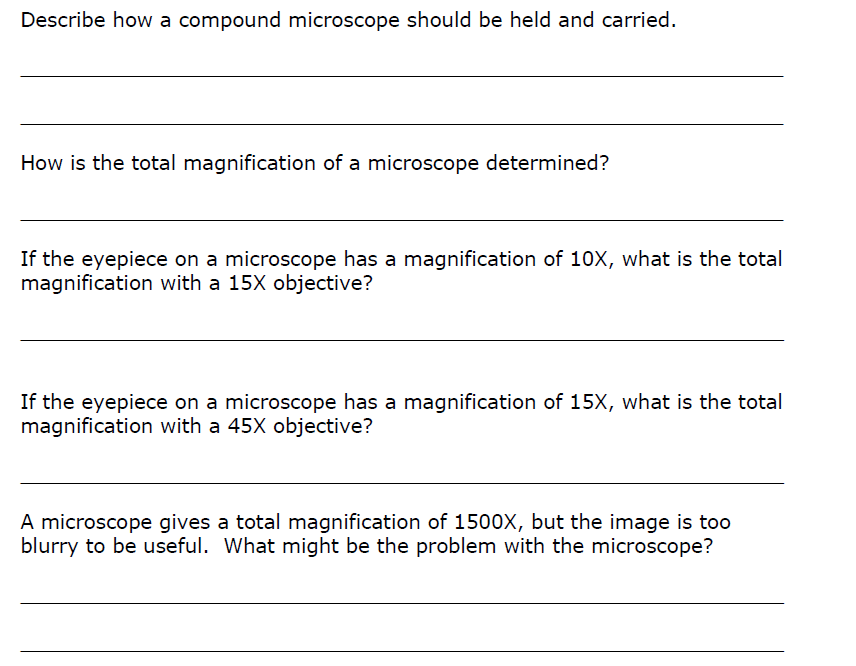 Describe how a compound microscope should be held and carried.
How is the total magnification of a microscope determined?
If the eyepiece on a microscope has a magnification of 10X, what is the total
magnification with a 15X objective?
If the eyepiece on a microscope has a magnification of 15X, what is the total
magnification with a 45X objective?
A microscope gives a total magnification of 1500X, but the image is too
blurry to be useful.  What might be the problem with the microscope?